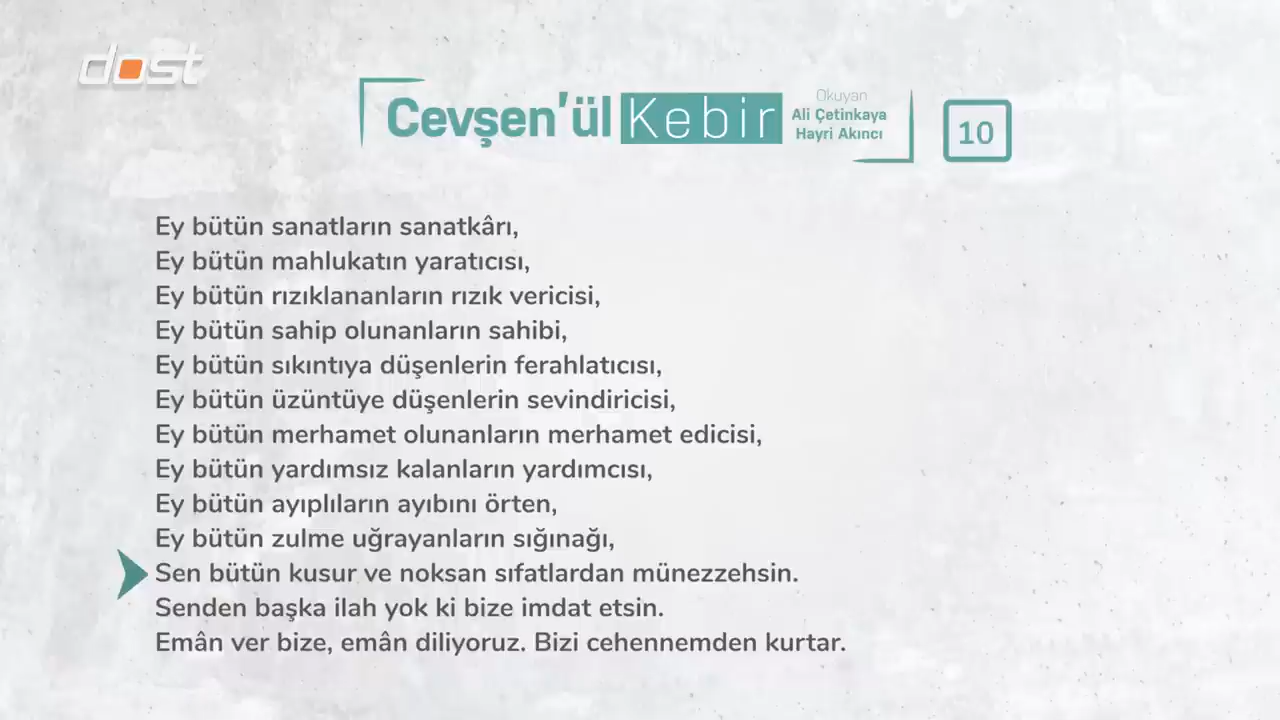 dost
Cevşen'ül Kebir
Okuyan
Ali Çetinkaya
Hayri Akıncı
10
Ey bütün sanatların sanatkârı,
Ey bütün mahlukatın yaratıcısı,
Ey bütün rızıklananların rızık vericisi,
Ey bütün sahip olunanların sahibi,
Ey bütün sıkıntıya düşenlerin ferahlatıcısı,
Ey bütün üzüntüye düşenlerin sevindiricisi,
Ey bütün merhamet olunanların merhamet edicisi,
Ey bütün yardımsız kalanların yardımcısı,
Ey bütün ayıplıların ayıbını örten,
Ey bütün zulme uğrayanların sığınağı,
Sen bütün kusur ve noksan sıfatlardan münezzehsin.
Senden başka ilah yok ki bize imdat etsin.
Emân ver bize, emân diliyoruz. Bizi cehennemden kurtar.